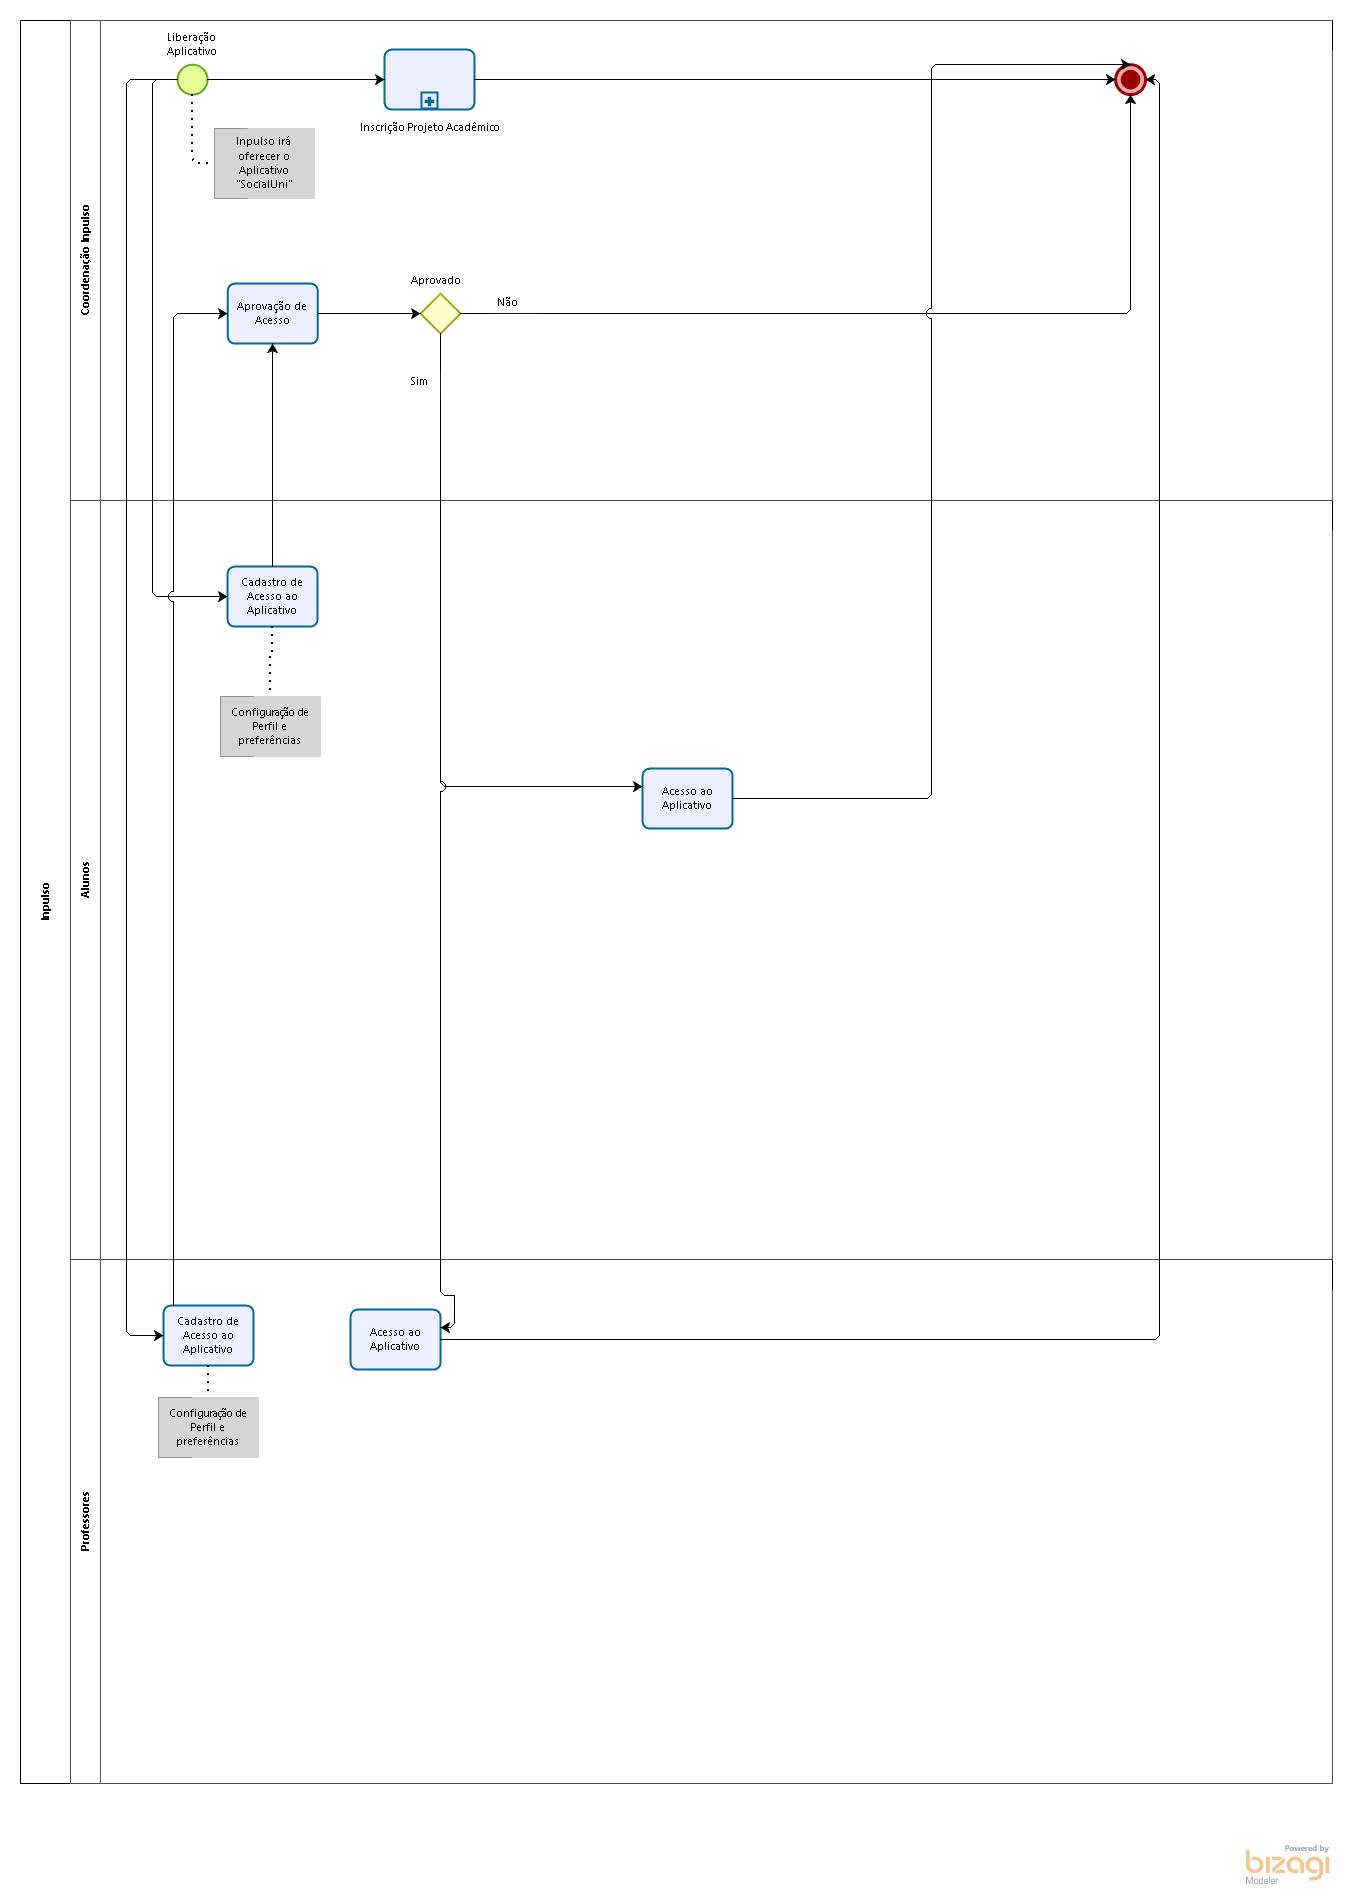 Liberação
Aplicativo
Inscrição Projeto Acadêmico
Inpulso irá
oferecer o
Aplicativo
"SocialUni"
Coordenação Inpulso
Aprovação de
Acesso
Aprovado
Não
Sim
Cadastro de
Acesso ao
Aplicativo
Configuração de
Perfil e
preferências
Acesso ao
Aplicativo
Alunos
Inpulso
Cadastro de
Acesso ao
Aplicativo
Acesso ao
Aplicativo
Configuração de
Perfil e
preferências
Professores
Powered by
bizagi
Modeler